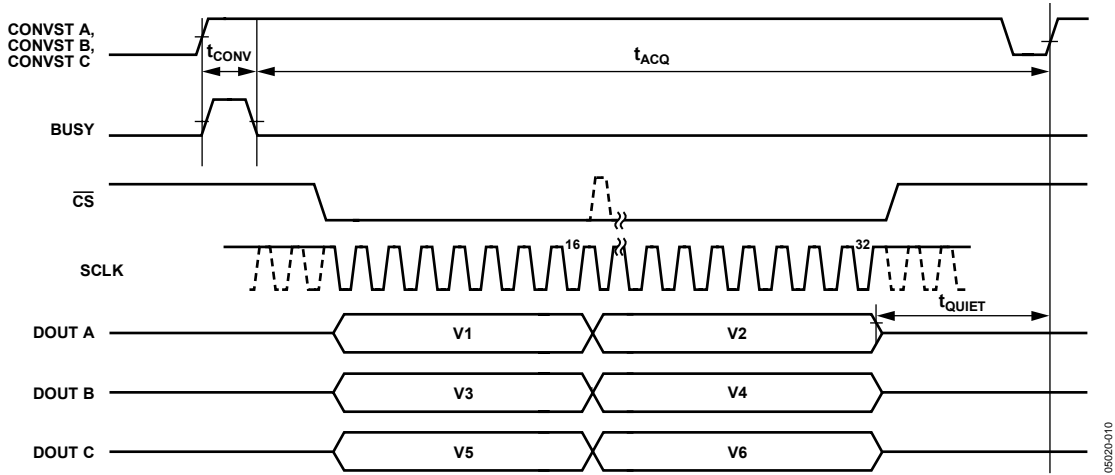 CONVST A,
CONVST B,
CONVST C
tCONV
tACQ
BUSY
CS
SCLK
16
32
tQUIET
DOUT A
V1
V2
DOUT B
V3
V4
DOUT C
V5
V6
05020-010